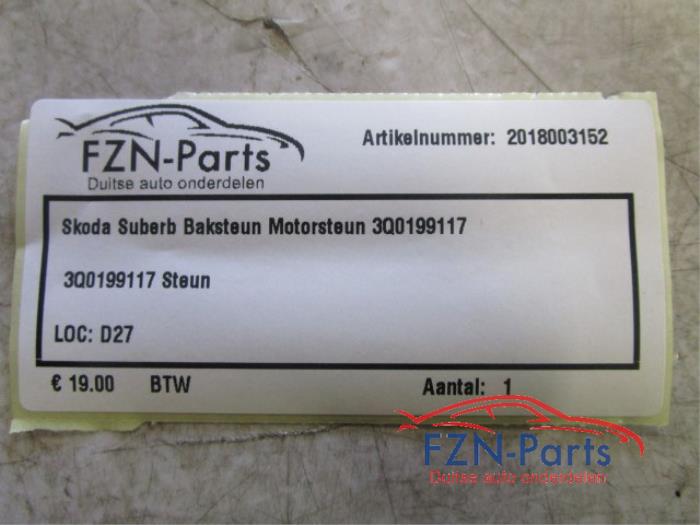 FZN-Parts
Duitse auto onderdelen
Artikelnummer: 2018003152
Skoda Suberb Baksteun Motorsteun 3Q0199117
3Q0199117 Steun
LOC: D27
€ 19.00 BTW Aantal: 1
FZN-Parts
Duitse auto onderdelen